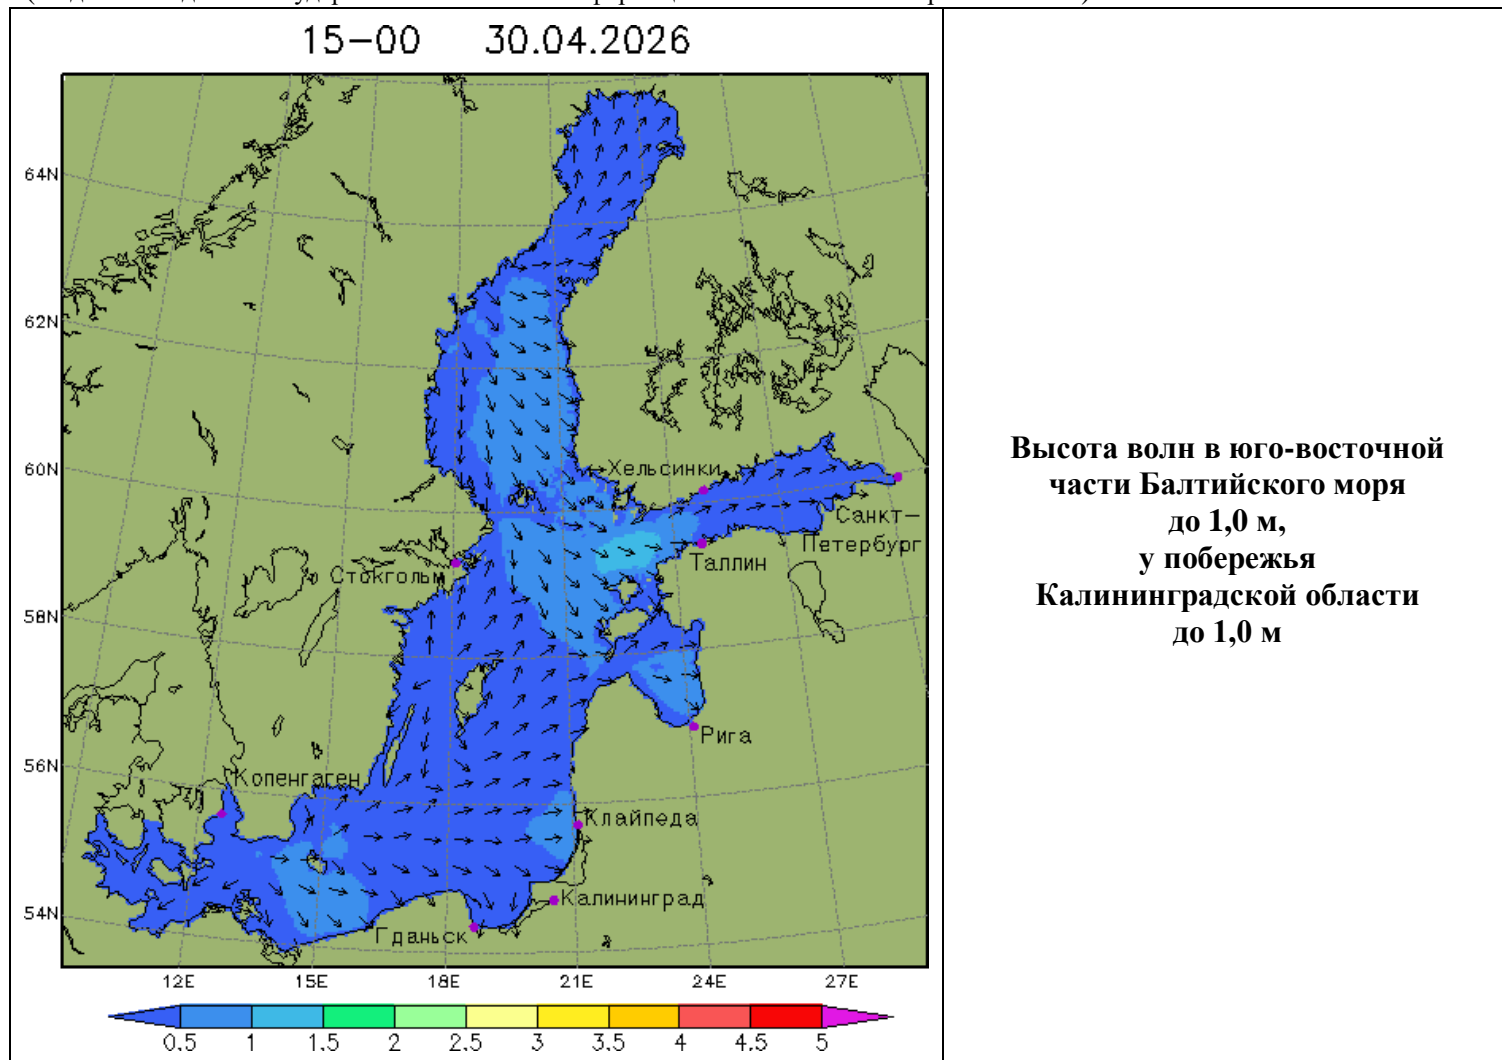 15-00 30.04.2026
64N
62N
60N
58N
56N
54N
Хельсинки
Санкт-
Петербург
Таллин
Стокгольм
Рига
Копенгаген
Клайпеда
Калининград
Гданьск
12E 15E 18E 21E 24E 27E
0.5 1 1.5 2 2.5 3 3.5 4 4.5 5
Высота волн в юго-восточной
части Балтийского моря
до 1,0 м,
у побережья
Калининградской области
до 1,0 м